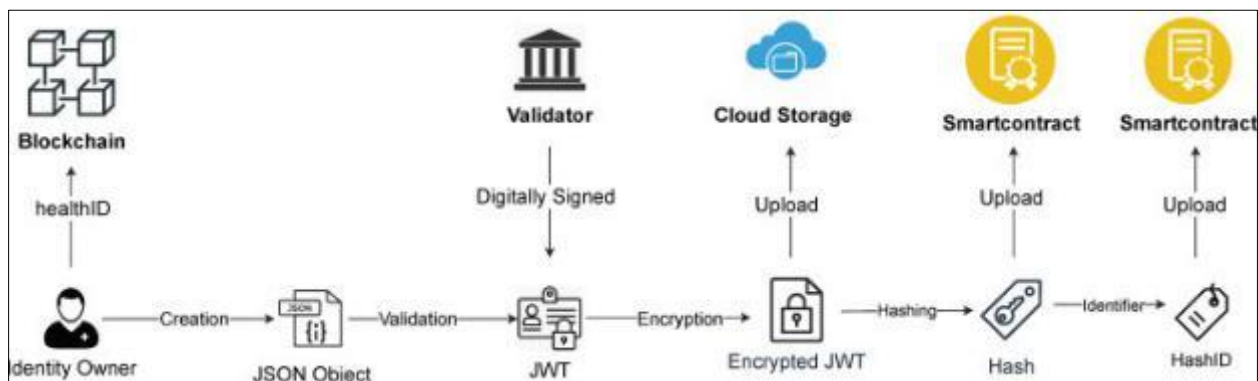 Blockchain
Validator
Cloud Storage
Smartcontract
Smartcontract
healthID
Digitally Signed
Upload
Upload
Upload
Creation
JSON
{i}
Validation
Encryption
Hashing
Identifier
Identity Owner
JSON Object
JWT
Encrypted JWT
Hash
HashID